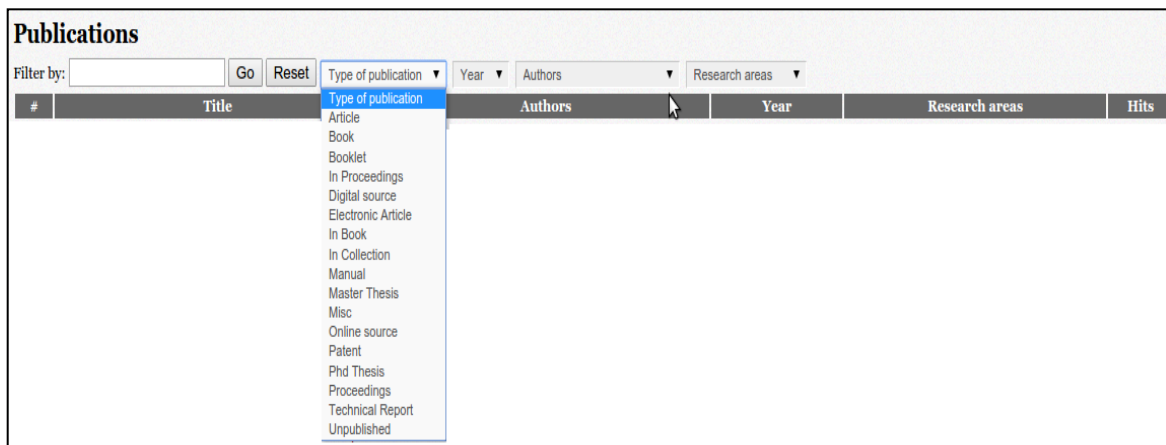 Publications
Filter by: Go Reset Type of publication Year Authors Research areas
# Title Authors Year Research areas Hits
Type of publication
Article
Book
Booklet
In Proceedings
Digital source
Electronic Article
In Book
In Collection
Manual
Master Thesis
Misc
Online source
Patent
Phd Thesis
Proceedings
Technical Report
Unpublished